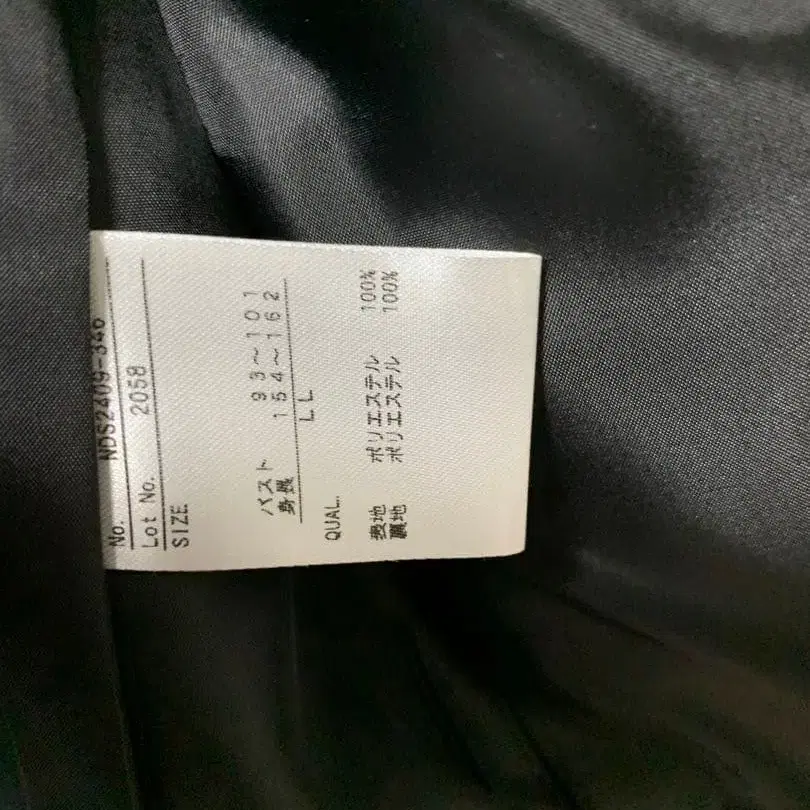 No. NDS2409-346
Lot No. 2058
SIZE
バスト 93～101
身長 154～162
LL
QUAL.
表地 ポリエステル 100%
裏地 ポリエステル 100%